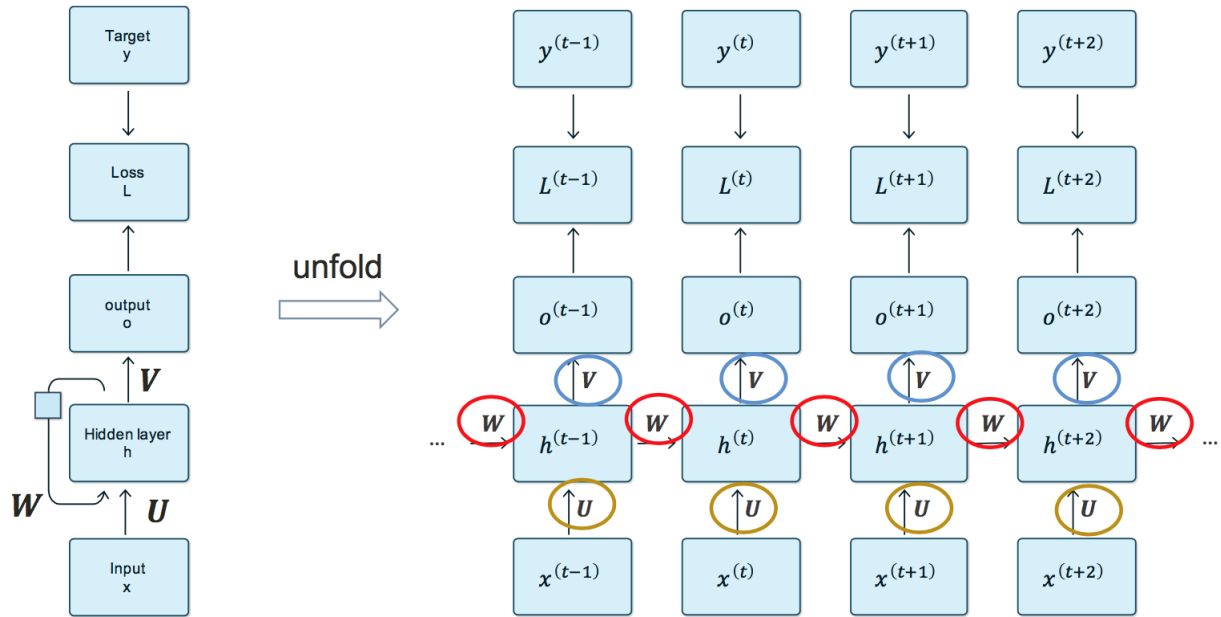 Target
y
Loss
L
output
o
V
Hidden layer
h
W
U
Input
x
unfold
y^(t−1) y^(t) y^(t+1) y^(t+2)
L^(t−1) L^(t) L^(t+1) L^(t+2)
o^(t−1) o^(t) o^(t+1) o^(t+2)
V V V V
W W W W W
... h^(t−1) h^(t) h^(t+1) h^(t+2) ...
U U U U
x^(t−1) x^(t) x^(t+1) x^(t+2)